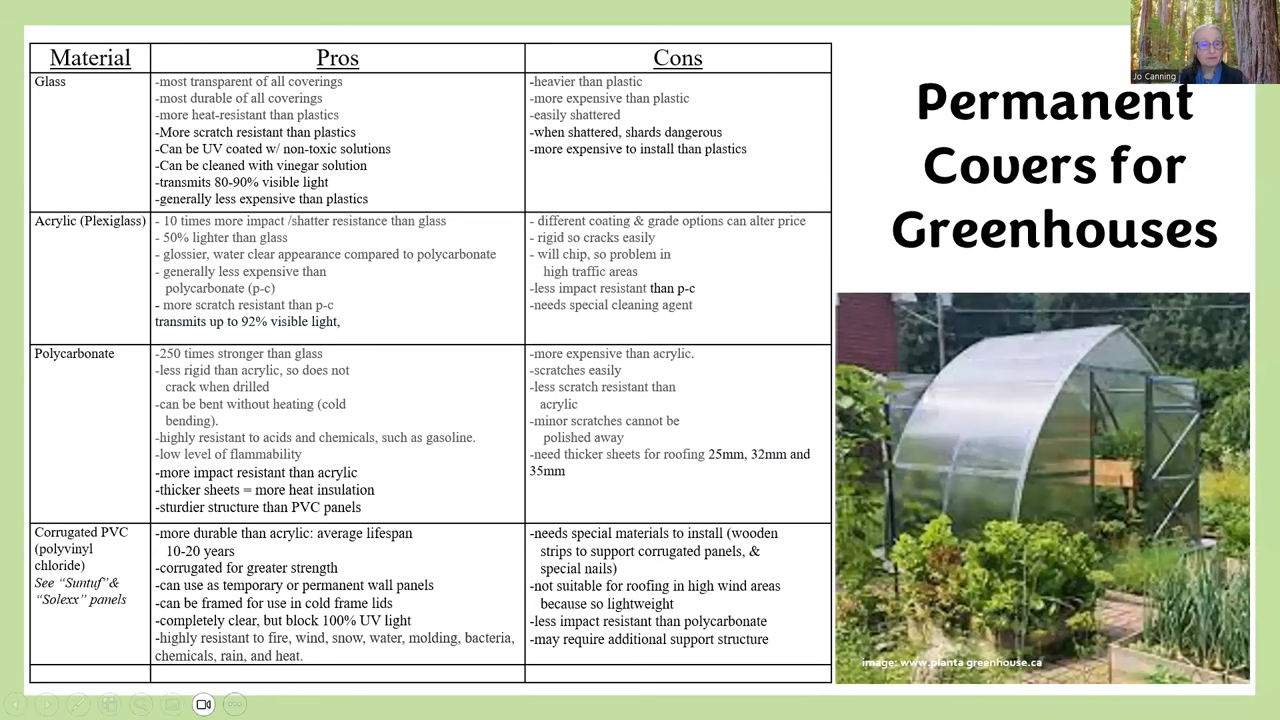 Material
Pros
Cons
Glass
-most transparent of all coverings
-most durable of all coverings
-more heat-resistant than plastics
-More scratch resistant than plastics
-Can be UV coated w/ non-toxic solutions
-Can be cleaned with vinegar solution
-transmits 80-90% visible light
-generally less expensive than plastics
-heavier than plastic
-more expensive than plastic
-easily shattered
-when shattered, shards dangerous
-more expensive to install than plastics
Acrylic (Plexiglass)
- 10 times more impact /shatter resistance than glass
- 50% lighter than glass
- glossier, water clear appearance compared to polycarbonate
- generally less expensive than
polycarbonate (p-c)
- more scratch resistant than p-c
transmits up to 92% visible light,
- different coating & grade options can alter price
- rigid so cracks easily
- will chip, so problem in
high traffic areas
-less impact resistant than p-c
-needs special cleaning agent
Polycarbonate
-250 times stronger than glass
-less rigid than acrylic, so does not
crack when drilled
-can be bent without heating (cold
bending).
-highly resistant to acids and chemicals, such as gasoline.
-low level of flammability
-more impact resistant than acrylic
-thicker sheets = more heat insulation
-sturdier structure than PVC panels
-more expensive than acrylic.
-scratches easily
-less scratch resistant than
acrylic
-minor scratches cannot be
polished away
-need thicker sheets for roofing 25mm, 32mm and
35mm
Corrugated PVC
(polyvinyl
chloride)
See “Suntuf”&
“Solexx” panels
-more durable than acrylic: average lifespan
10-20 years
-corrugated for greater strength
-can use as temporary or permanent wall panels
-can be framed for use in cold frame lids
-completely clear, but block 100% UV light
-highly resistant to fire, wind, snow, water, molding, bacteria,
chemicals, rain, and heat.
-needs special materials to install (wooden
strips to support corrugated panels, &
special nails)
-not suitable for roofing in high wind areas
because so lightweight
-less impact resistant than polycarbonate
-may require additional support structure
Jo Canning
Permanent
Covers for
Greenhouses
image: www.planta greenhouse.ca